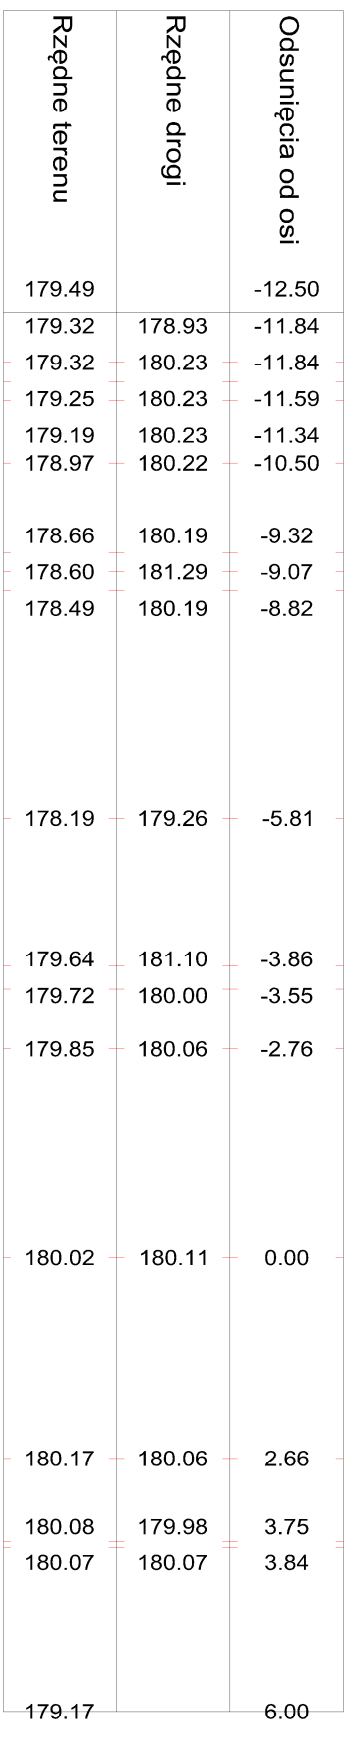 Rzędne terenu Rzędne drogi Odsunięcia od osi
179.49 -12.50
179.32 178.93 -11.84
179.32 180.23 -11.84
179.25 180.23 -11.59
179.19 180.23 -11.34
178.97 180.22 -10.50
178.66 180.19 -9.32
178.60 181.29 -9.07
178.49 180.19 -8.82
178.19 179.26 -5.81
179.64 181.10 -3.86
179.72 180.00 -3.55
179.85 180.06 -2.76
180.02 180.11 0.00
180.17 180.06 2.66
180.08 179.98 3.75
180.07 180.07 3.84
179.17 6.00